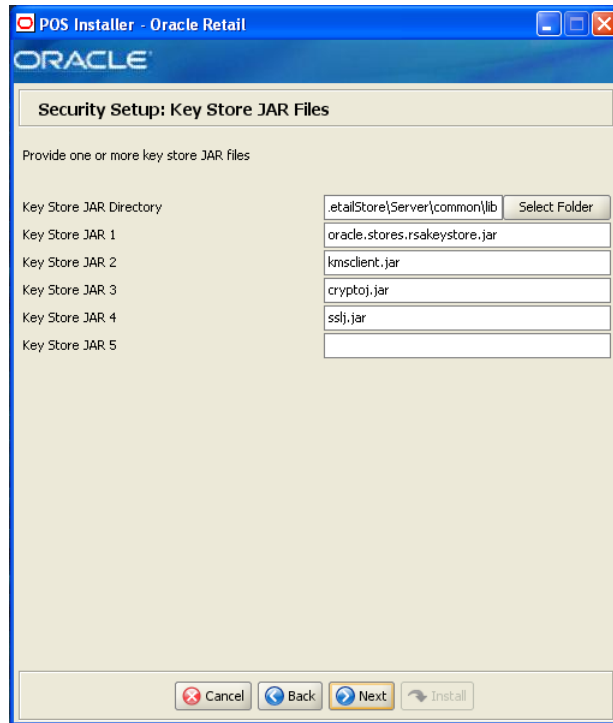 POS Installer - Oracle Retail
ORACLE
Security Setup: Key Store JAR Files
Provide one or more key store JAR files
Key Store JAR Directory .etailStore\Server\common\lib Select Folder
Key Store JAR 1 oracle.stores.rsakeystore.jar
Key Store JAR 2 kmsclient.jar
Key Store JAR 3 cryptoj.jar
Key Store JAR 4 sslj.jar
Key Store JAR 5
Cancel Back Next Install